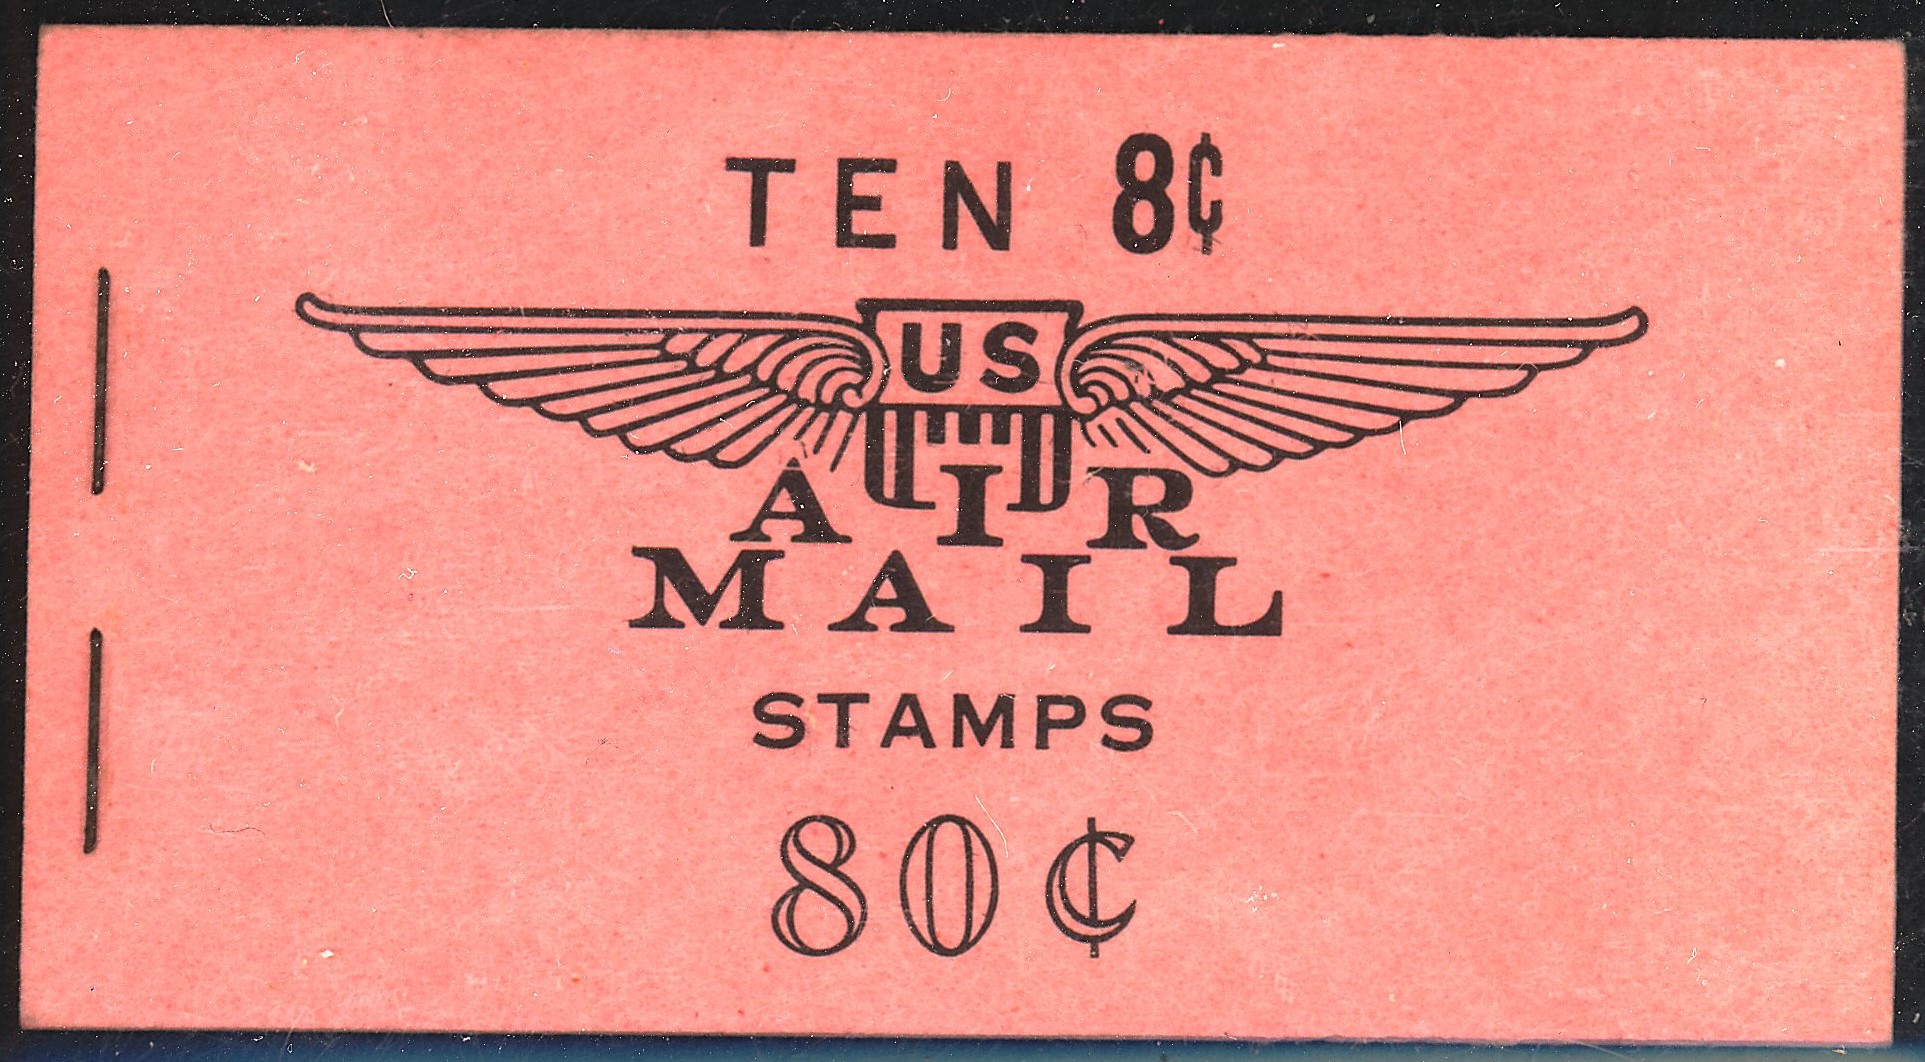 TEN 8¢
US
AIR
MAIL
STAMPS
80¢